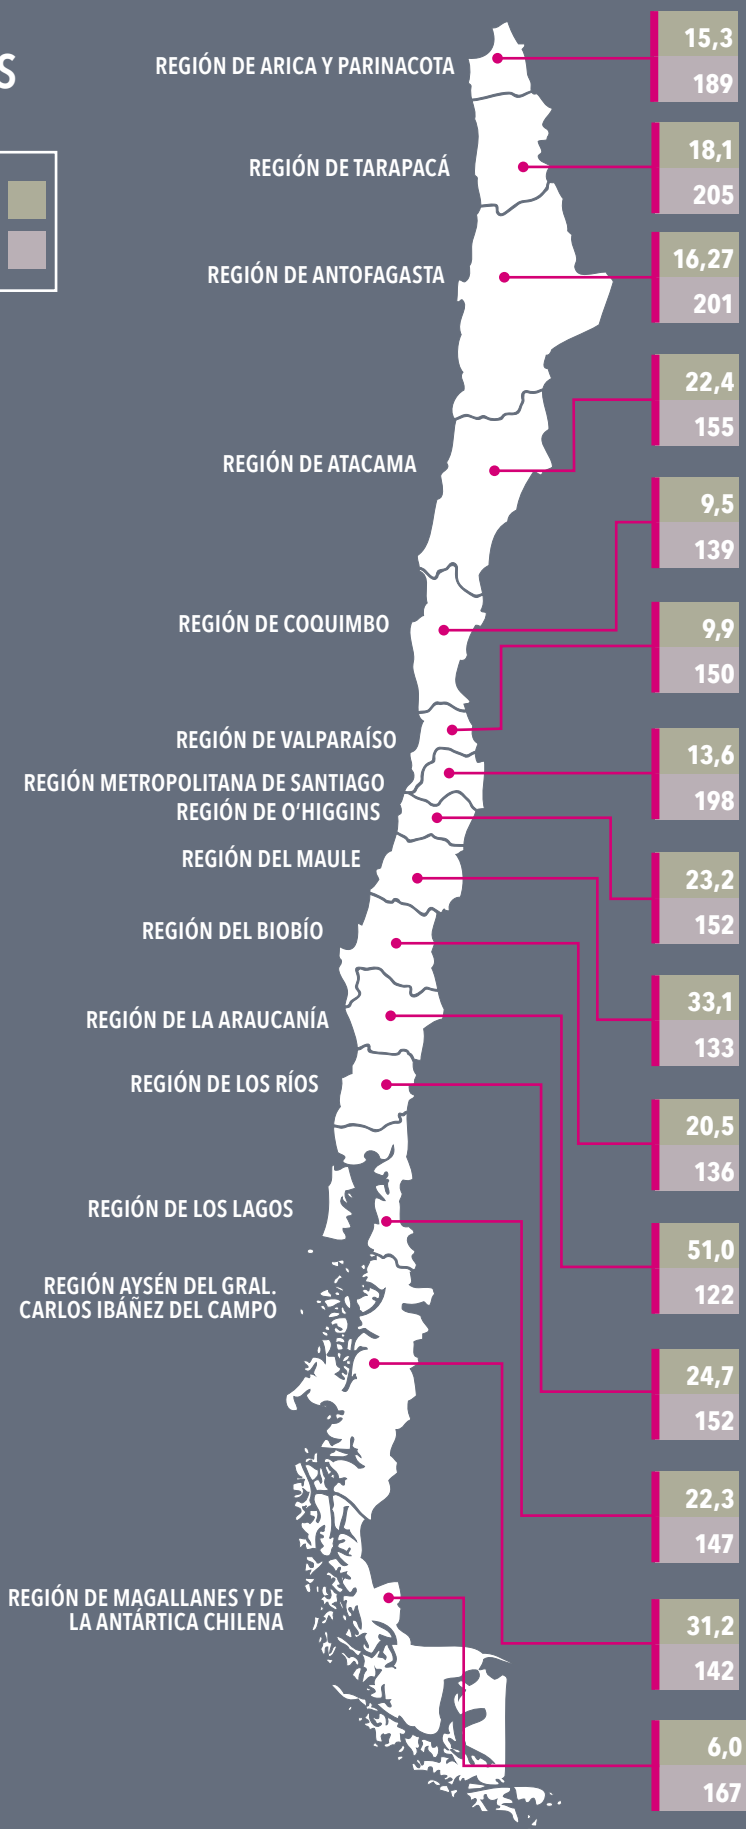 S
REGIÓN DE ARICA Y PARINACOTA
15,3
189
REGIÓN DE TARAPACÁ
18,1
205
REGIÓN DE ANTOFAGASTA
16,27
201
REGIÓN DE ATACAMA
22,4
155
9,5
139
REGIÓN DE COQUIMBO
9,9
150
REGIÓN DE VALPARAÍSO
REGIÓN METROPOLITANA DE SANTIAGO
13,6
198
REGIÓN DE O'HIGGINS
REGIÓN DEL MAULE
23,2
152
REGIÓN DEL BIOBÍO
33,1
133
REGIÓN DE LA ARAUCANÍA
REGIÓN DE LOS RÍOS
20,5
136
REGIÓN DE LOS LAGOS
51,0
122
REGIÓN AYSÉN DEL GRAL.
CARLOS IBÁÑEZ DEL CAMPO
24,7
152
22,3
147
REGIÓN DE MAGALLANES Y DE
LA ANTÁRTICA CHILENA
31,2
142
6,0
167